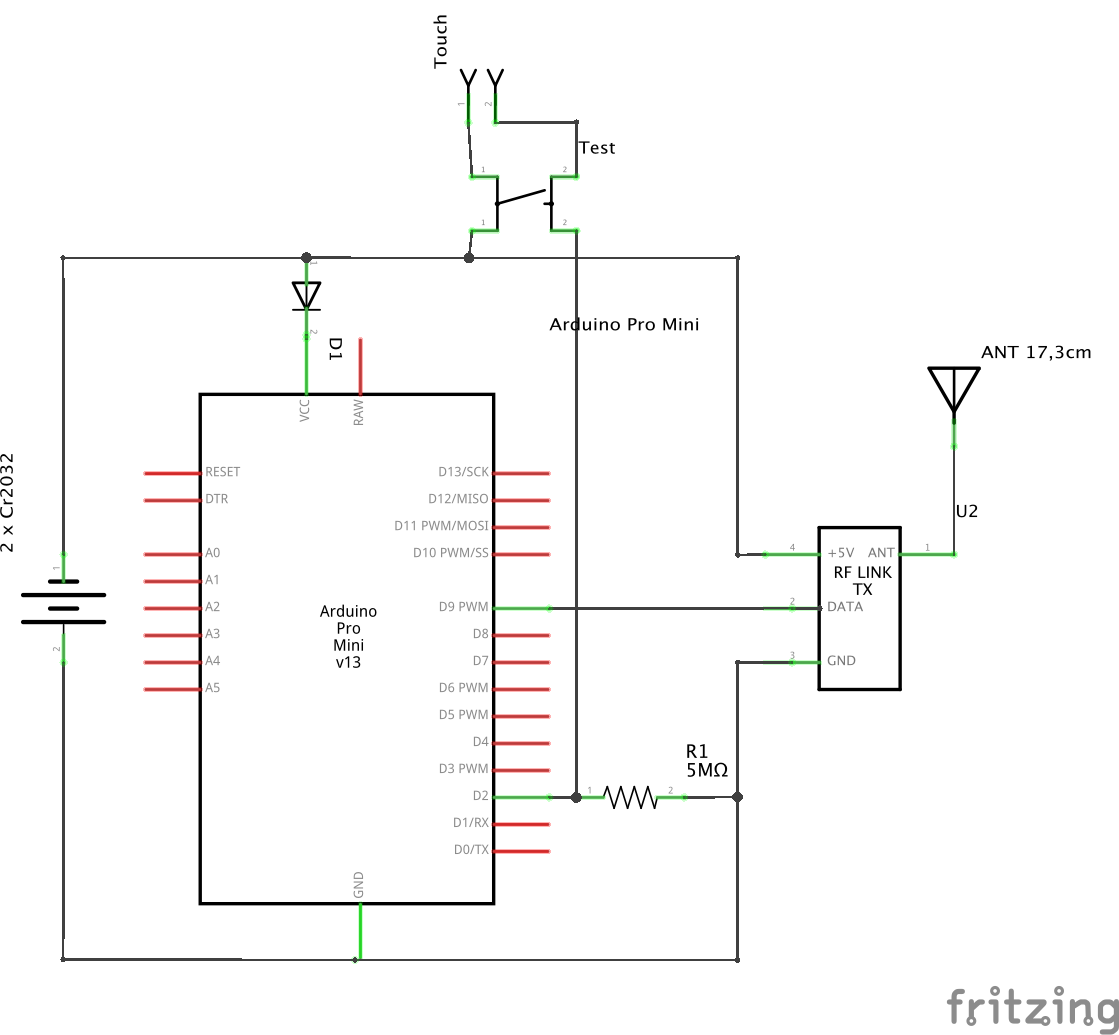 Touch
1
2
Test
1
2
1
2
1
2
D1
Arduino Pro Mini
ANT 17,3cm
VCC
RAW
2 x Cr2032
1
2
RESET
DTR
A0
A1
A2
A3
A4
A5
Arduino
Pro
Mini
v13
D13/SCK
D12/MISO
D11 PWM/MOSI
D10 PWM/SS
D9 PWM
D8
D7
D6 PWM
D5 PWM
D4
D3 PWM
D2
D1/RX
D0/TX
GND
U2
4
+5V
ANT
1
RF LINK
TX
2
DATA
3
GND
R1
5MΩ
1
2
fritzing